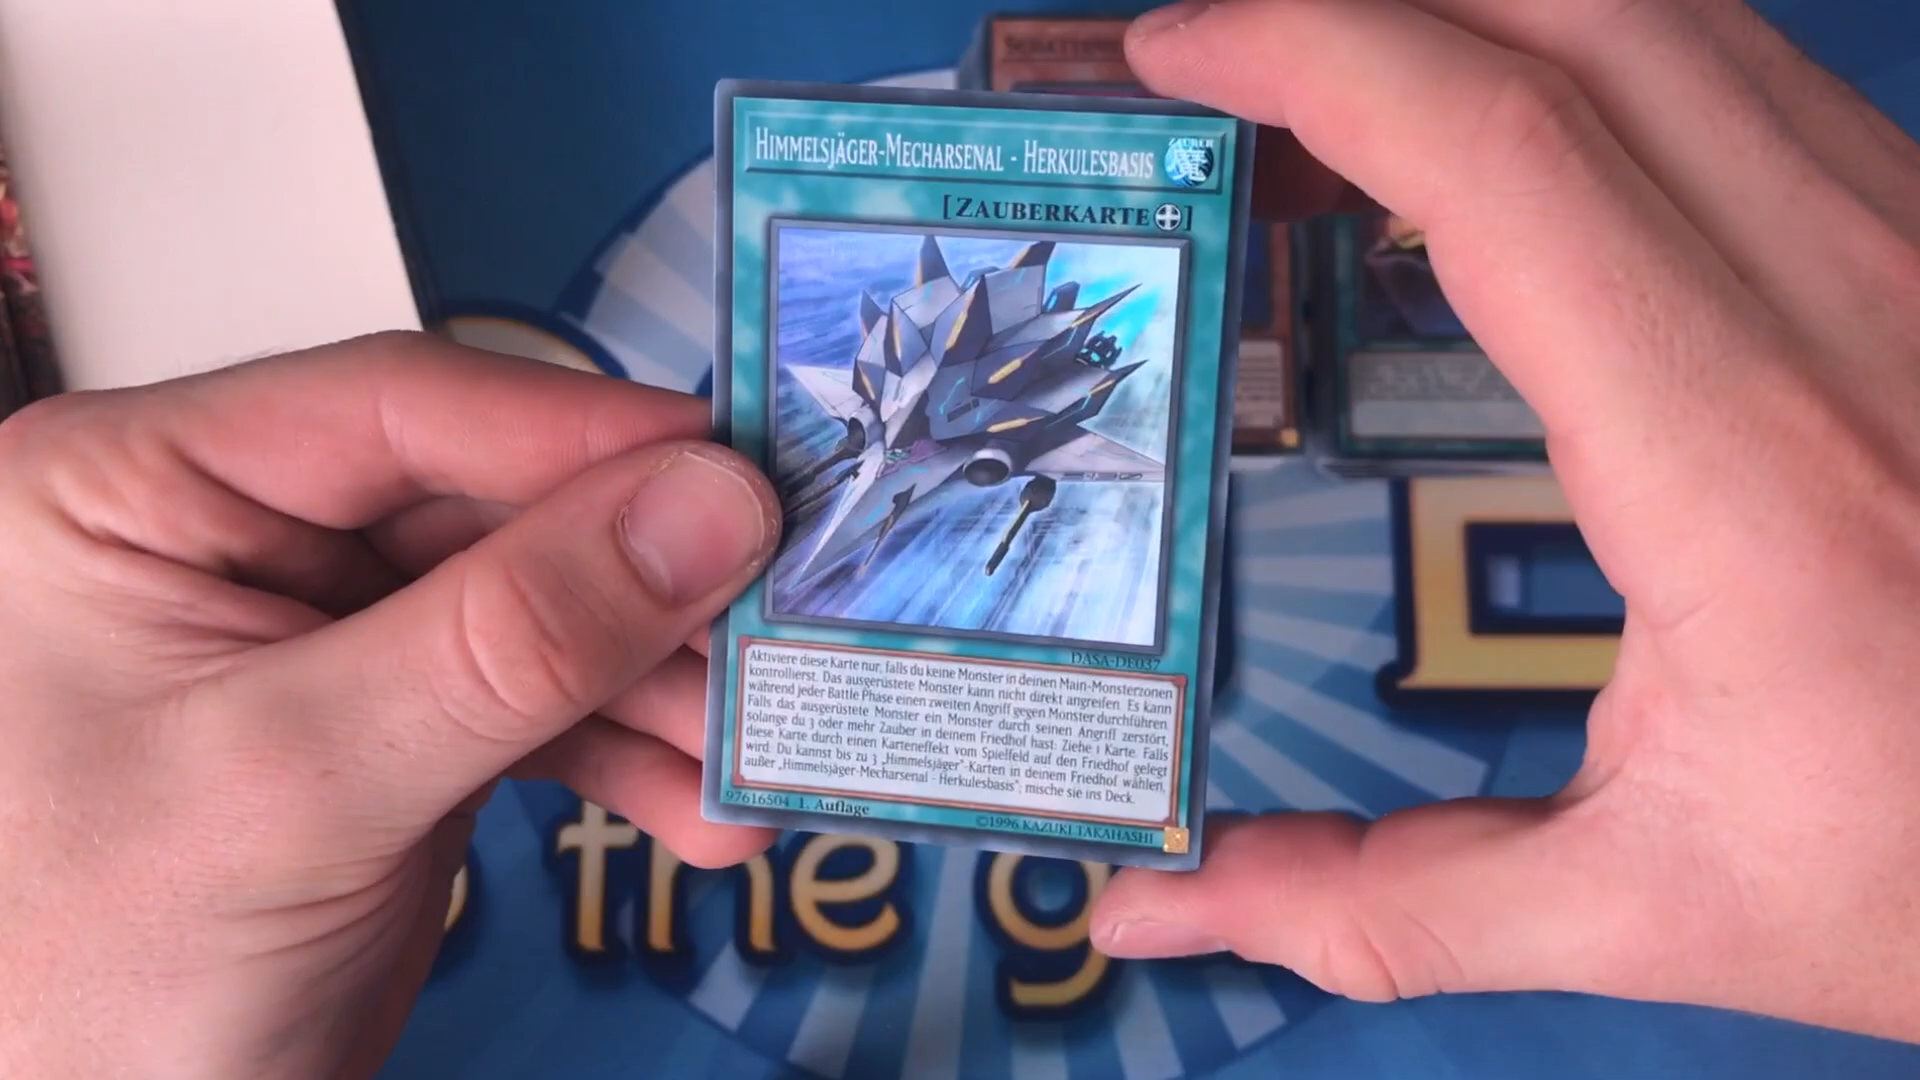 HIMMELSJÄGER-MECHARSENAL - HERKULESBASIS
ZAUBER
魔
[ZAUBERKARTE]
DASA-DE037
Aktiviere diese Karte nur, falls du keine Monster in deinen Main-Monsterzonen
kontrollierst. Das ausgerüstete Monster kann nicht direkt angreifen. Es kann
während jeder Battle Phase einen zweiten Angriff gegen Monster durchführen.
Falls das ausgerüstete Monster ein Monster durch seinen Angriff zerstört,
solange du 3 oder mehr Zauber in deinem Friedhof hast: Ziehe 1 Karte. Falls
diese Karte durch einen Karteneffekt vom Spielfeld auf den Friedhof gelegt
wird: Du kannst bis zu 3 „Himmelsjäger"-Karten in deinem Friedhof wählen,
außer „Himmelsjäger-Mecharsenal - Herkulesbasis"; mische sie ins Deck.
97616504 1. Auflage
©1996 KAZUKI TAKAHASHI
the g